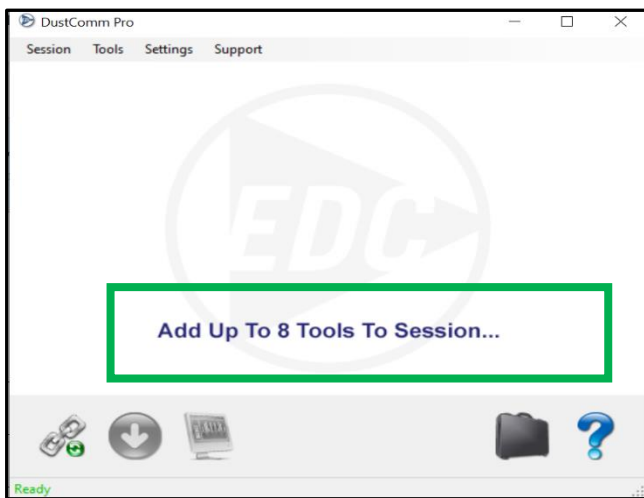 DustComm Pro
Session Tools Settings Support
EDC
Add Up To 8 Tools To Session...
Ready